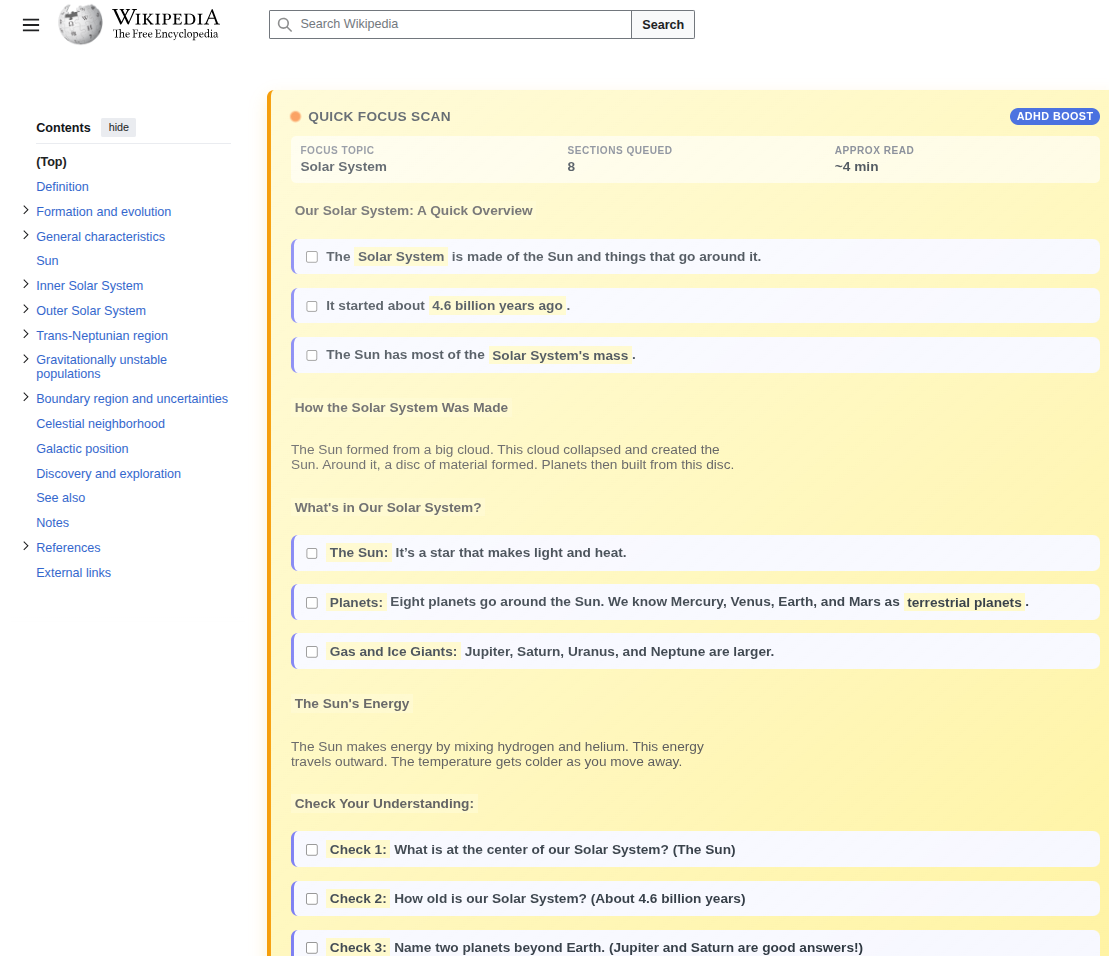 WIKIPEDIA
The Free Encyclopedia
Search Wikipedia
Search
Contents
hide
(Top)
Definition
Formation and evolution
General characteristics
Sun
Inner Solar System
Outer Solar System
Trans-Neptunian region
Gravitationally unstable
populations
Boundary region and uncertainties
Celestial neighborhood
Galactic position
Discovery and exploration
See also
Notes
References
External links
QUICK FOCUS SCAN
ADHD BOOST
FOCUS TOPIC
Solar System
SECTIONS QUEUED
8
APPROX READ
~4 min
Our Solar System: A Quick Overview
The Solar System is made of the Sun and things that go around it.
It started about 4.6 billion years ago .
The Sun has most of the Solar System's mass .
How the Solar System Was Made
The Sun formed from a big cloud. This cloud collapsed and created the
Sun. Around it, a disc of material formed. Planets then built from this disc.
What's in Our Solar System?
The Sun: It’s a star that makes light and heat.
Planets: Eight planets go around the Sun. We know Mercury, Venus, Earth, and Mars as terrestrial planets .
Gas and Ice Giants: Jupiter, Saturn, Uranus, and Neptune are larger.
The Sun's Energy
The Sun makes energy by mixing hydrogen and helium. This energy
travels outward. The temperature gets colder as you move away.
Check Your Understanding:
Check 1: What is at the center of our Solar System? (The Sun)
Check 2: How old is our Solar System? (About 4.6 billion years)
Check 3: Name two planets beyond Earth. (Jupiter and Saturn are good answers!)